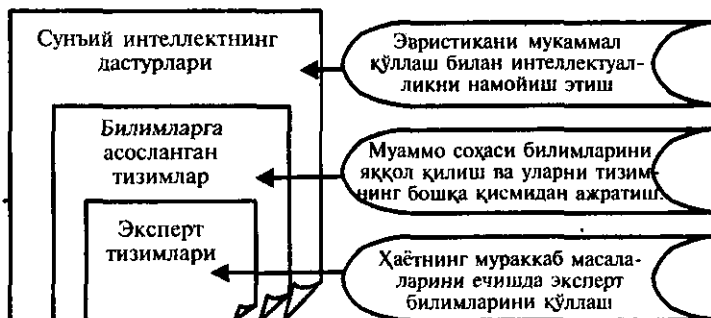 Сунъий интеллектнинг
дастурлари
Эвристикани мукаммал
қўллаш билан интеллектуал-
ликни намойиш этиш
Билимларга
асосланган
тизимлар
Муаммо соҳаси билимларини
яққол қилиш ва уларни тизим-
нинг бошқа қисмидан ажратиш.
Эксперт
тизимлари
Ҳаётнинг мураккаб масала-
ларини ечишда эксперт
билимларини қўллаш